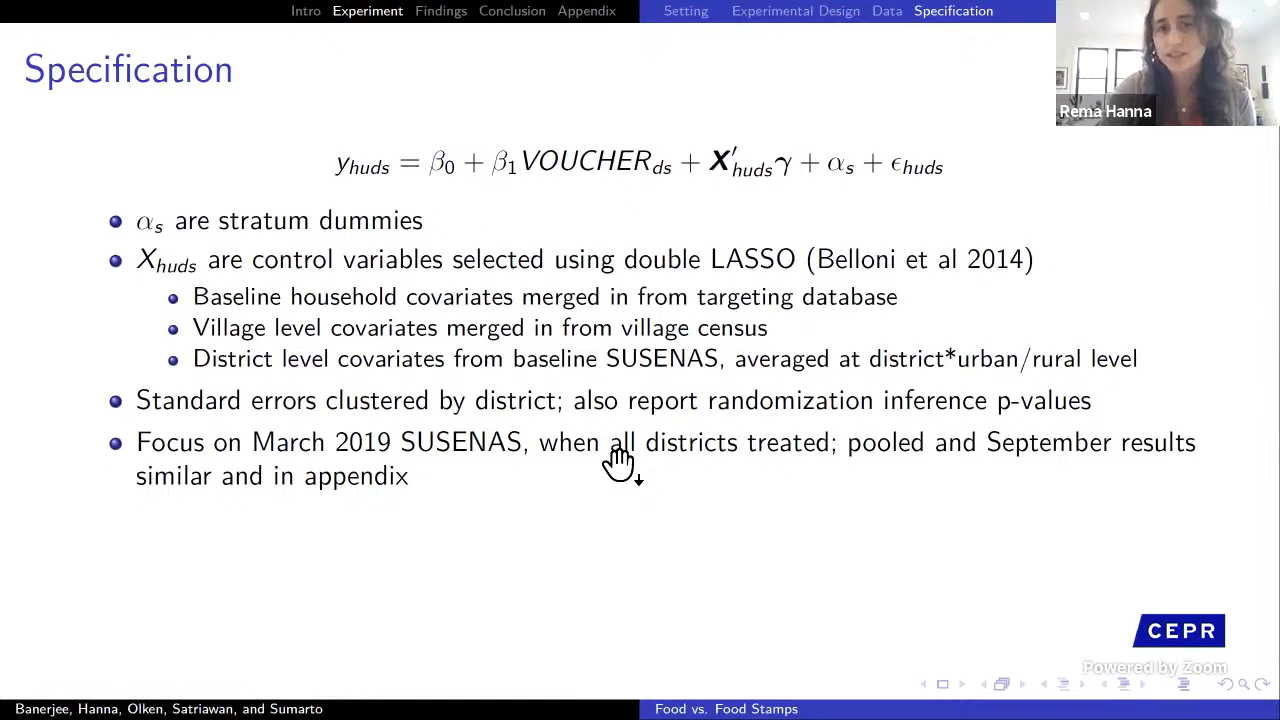 Intro Experiment Findings Conclusion Appendix Setting Experimental Design Data Specification
Specification
Rema Hanna
y_huds = β_0 + β_1 VOUCHER_ds + X′_huds γ + α_s + ϵ_huds
α_s are stratum dummies
X_huds are control variables selected using double LASSO (Belloni et al 2014)
Baseline household covariates merged in from targeting database
Village level covariates merged in from village census
District level covariates from baseline SUSENAS, averaged at district*urban/rural level
Standard errors clustered by district; also report randomization inference p-values
Focus on March 2019 SUSENAS, when all districts treated; pooled and September results
similar and in appendix
CEPR
Powered by Zoom
Banerjee, Hanna, Olken, Satriawan, and Sumarto Food vs. Food Stamps